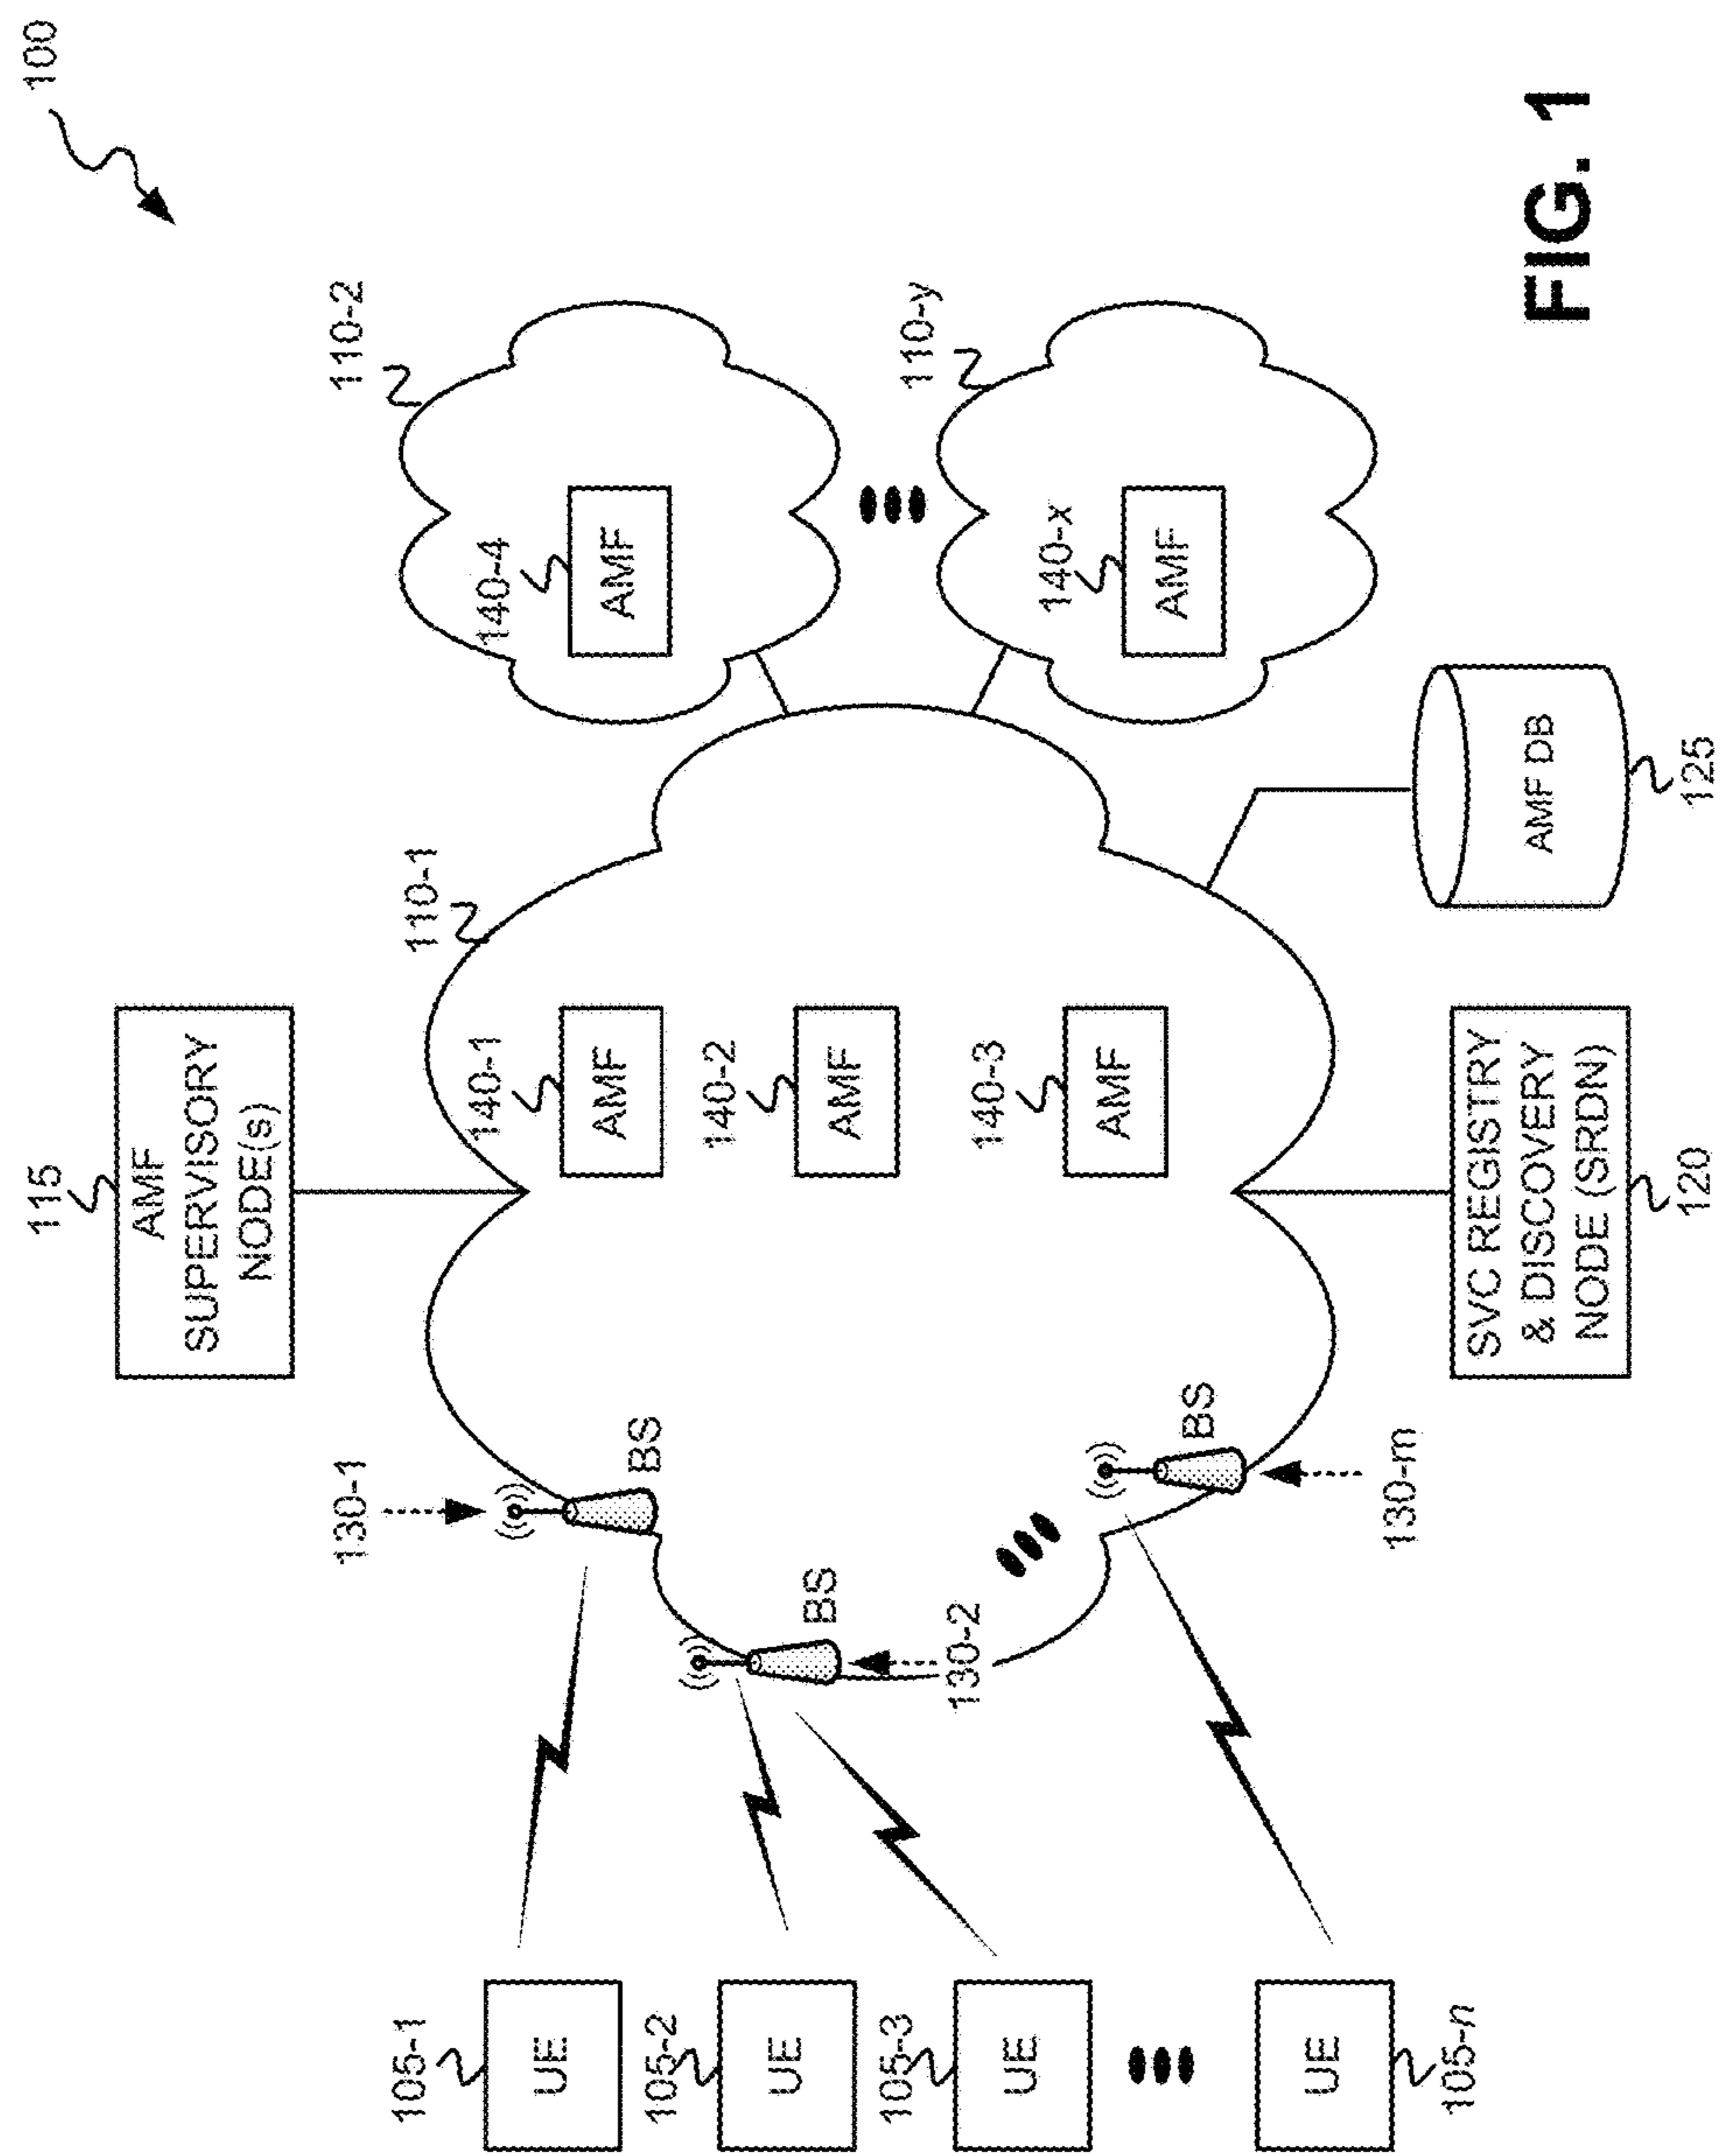 100
115
AMF
SUPERVISORY
NODE(s)
110-1
110-2
130-1
BS
140-1
AMF
140-4
AMF
105-1
UE
105-2
UE
BS
130-2
140-2
AMF
110-y
105-3
UE
140-3
AMF
140-x
AMF
BS
130-m
UE
105-n
SVC REGISTRY
& DISCOVERY
NODE (SRDN)
120
AMF DB
125
FIG. 1